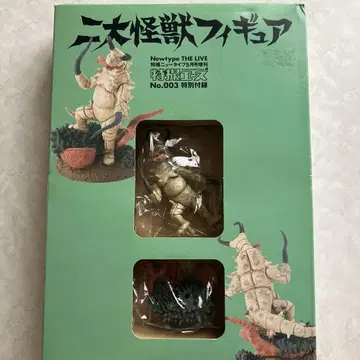 二大怪獣フィギュア
Newtype THE LIVE
特撮ニュータイプ5月号増刊
特撮エース
No.003 特別付録